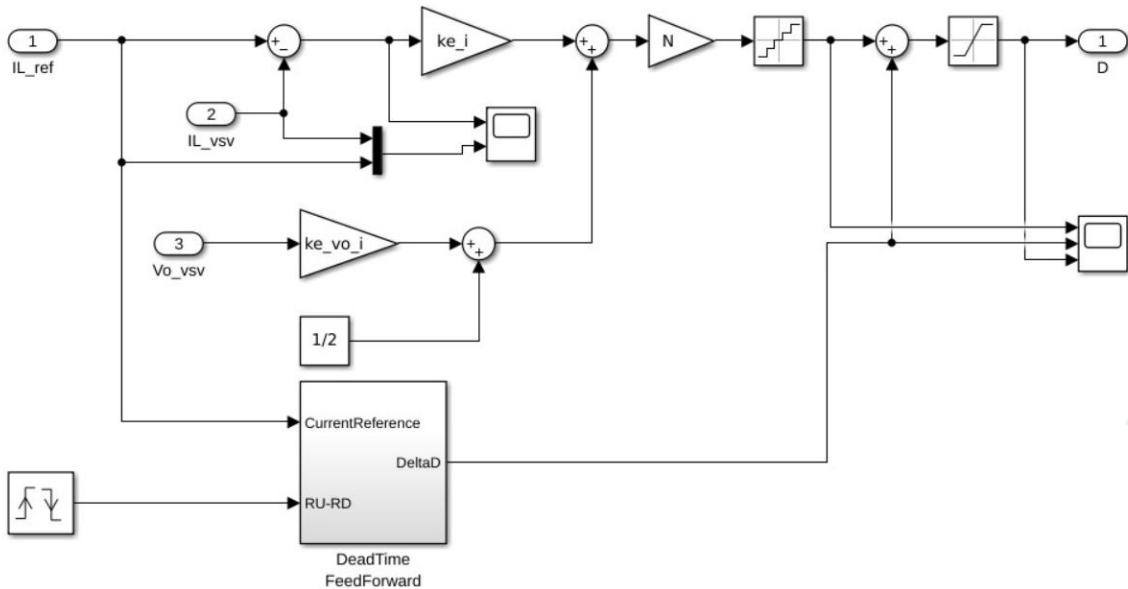 1
IL_ref
+
−
ke_i
+
+
N
+
+
1
D
2
IL_vsv
3
Vo_vsv
ke_vo_i
+
+
1/2
CurrentReference
DeltaD
RU-RD
DeadTime
FeedForward